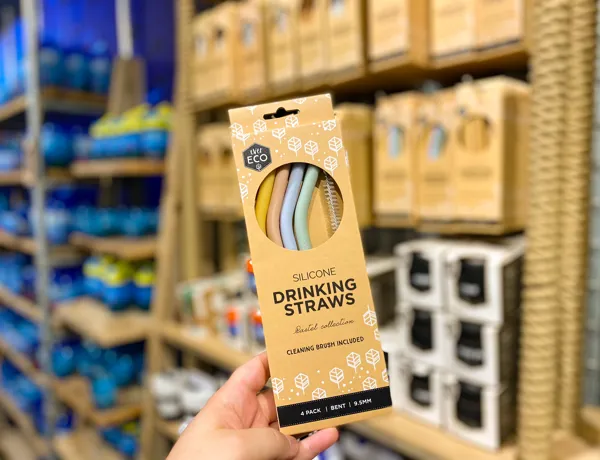 ever
ECO
SILICONE
DRINKING
STRAWS
Pastel collection
CLEANING BRUSH INCLUDED
4 PACK | BENT | 9.5MM